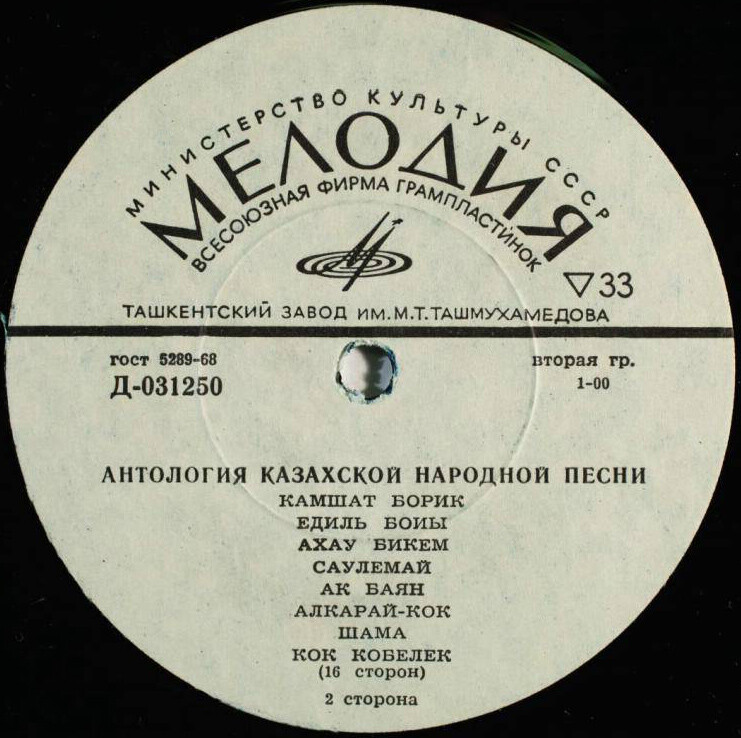 МИНИСТЕРСТВО КУЛЬТУРЫ СССР
МЕЛОДИЯ
ВСЕСОЮЗНАЯ ФИРМА ГРАМПЛАСТИНОК
33
ТАШКЕНТСКИЙ ЗАВОД ИМ. М.Т.ТАШМУХАМЕДОВА
гост 5289-68
вторая гр.
Д-031250
1-00
АНТОЛОГИЯ КАЗАХСКОЙ НАРОДНОЙ ПЕСНИ
КАМШАТ БОРИК
ЕДИЛЬ БОИЫ
АХАУ БИКЕМ
САУЛЕМАЙ
АК БАЯН
АЛКАРАЙ-КОК
ШАМА
КОК КОБЕЛЕК
(16 сторон)
2 сторона